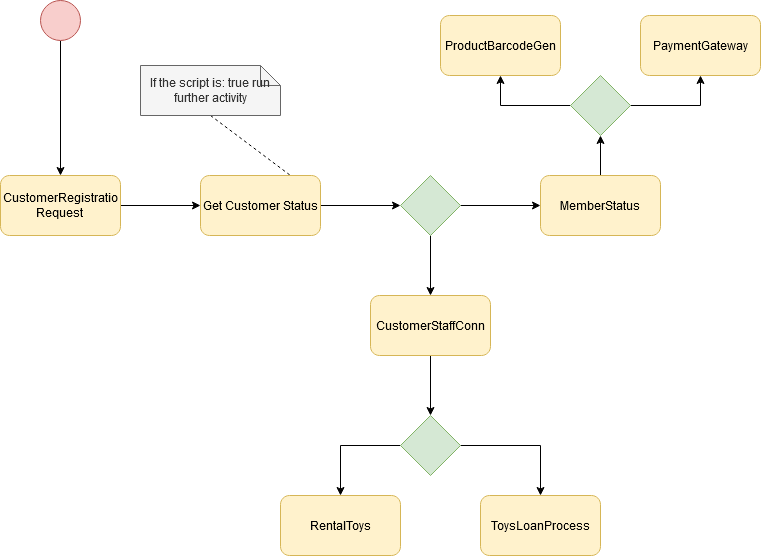 ProductBarcodeGen
PaymentGateway
If the script is: true run
further activity
CustomerRegistratio
Request
Get Customer Status
MemberStatus
CustomerStaffConn
RentalToys
ToysLoanProcess